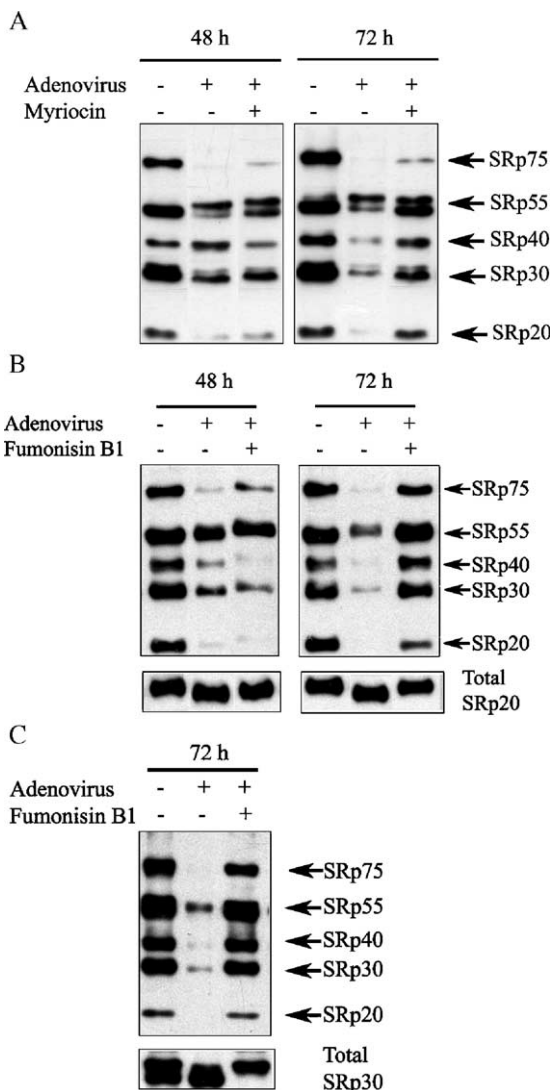 A
48 h 72 h
Adenovirus - + + - + +
Myriocin - - + - - +
SRp75
SRp55
SRp40
SRp30
SRp20
B
48 h 72 h
Adenovirus - + + - + +
Fumonisin B1 - - + - - +
SRp75
SRp55
SRp40
SRp30
SRp20
Total
SRp20
C
72 h
Adenovirus - + +
Fumonisin B1 - - +
SRp75
SRp55
SRp40
SRp30
SRp20
Total
SRp30